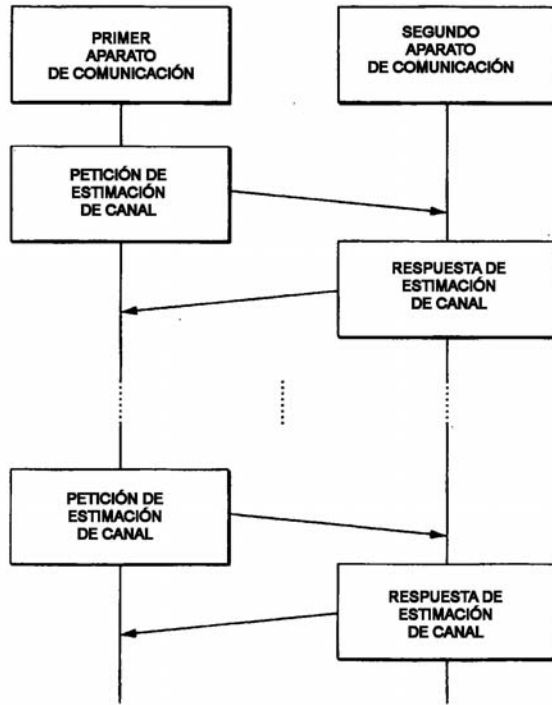 PRIMER
APARATO
DE COMUNICACIÓN
SEGUNDO
APARATO
DE COMUNICACIÓN
PETICIÓN DE
ESTIMACIÓN
DE CANAL
RESPUESTA DE
ESTIMACIÓN
DE CANAL
PETICIÓN DE
ESTIMACIÓN
DE CANAL
RESPUESTA DE
ESTIMACIÓN
DE CANAL